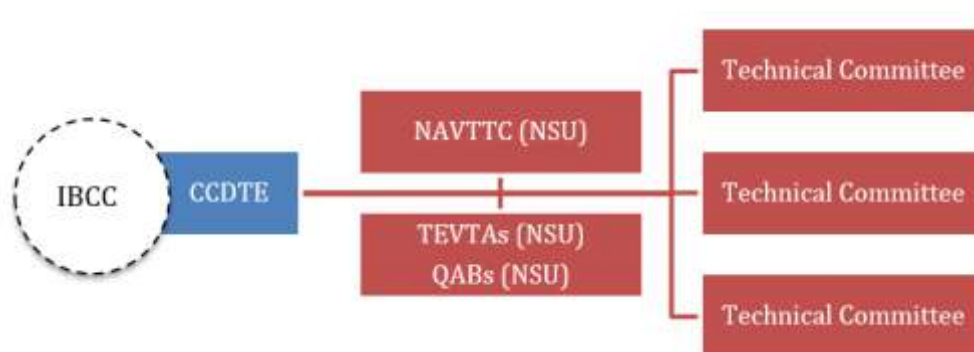 IBCC
CCDTE
NAVTTC (NSU)
TEVTAs (NSU)
QABs (NSU)
Technical Committee
Technical Committee
Technical Committee